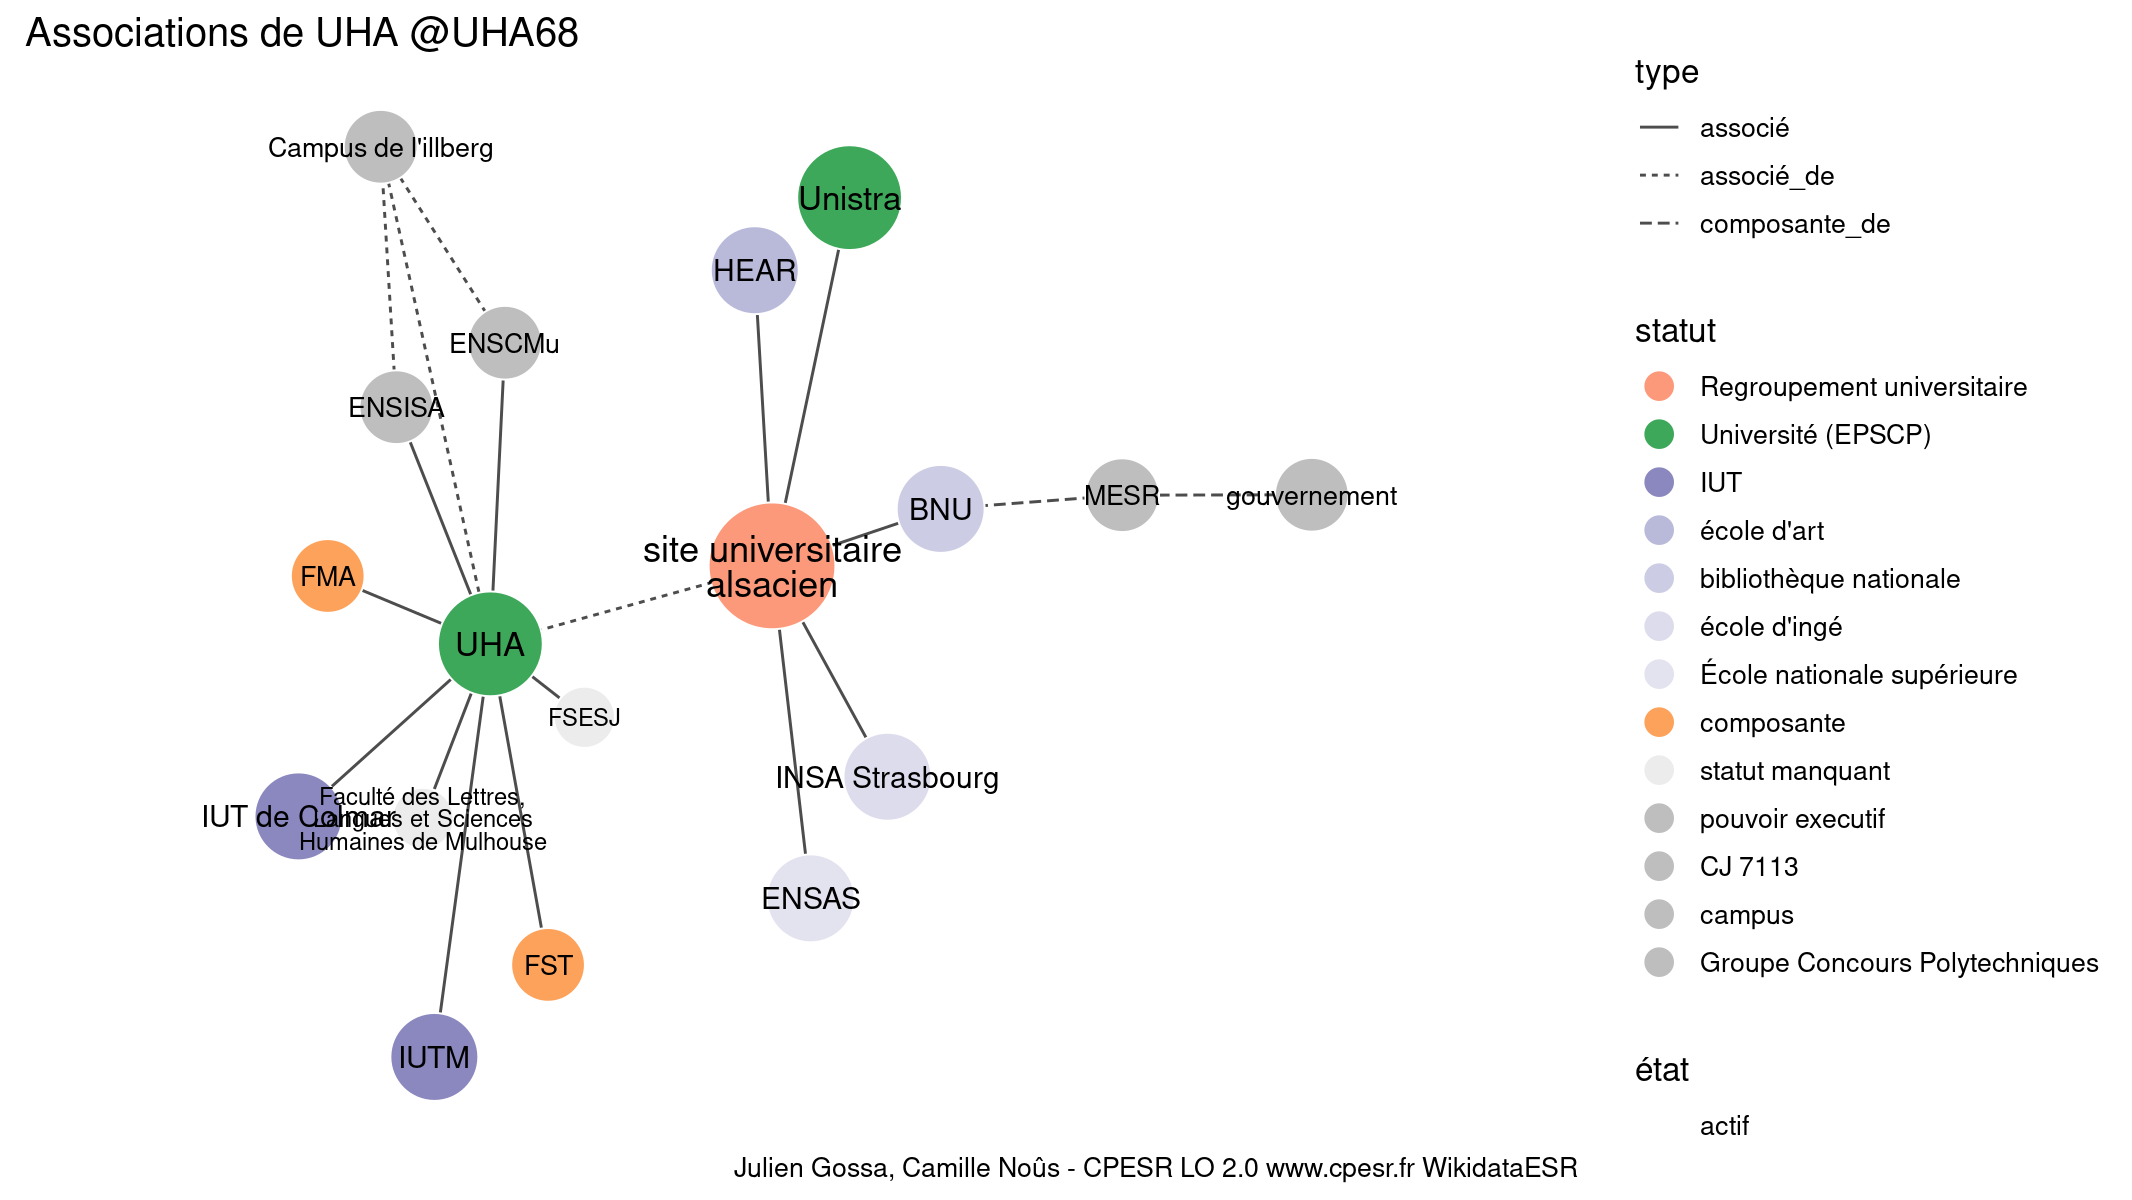 Associations de UHA @UHA68
Campus de l'illberg
Unistra
HEAR
ENSCMu
ENSISA
BNU
MESR
gouvernement
site universitaire
alsacien
FMA
UHA
FSESJ
INSA Strasbourg
IUT de Colmar
Faculté des Lettres,
Langues et Sciences
Humaines de Mulhouse
ENSAS
FST
IUTM
type
associé
associé_de
composante_de
statut
Regroupement universitaire
Université (EPSCP)
IUT
école d'art
bibliothèque nationale
école d'ingé
École nationale supérieure
composante
statut manquant
pouvoir executif
CJ 7113
campus
Groupe Concours Polytechniques
état
actif
Julien Gossa, Camille Noûs - CPESR LO 2.0 www.cpesr.fr WikidataESR